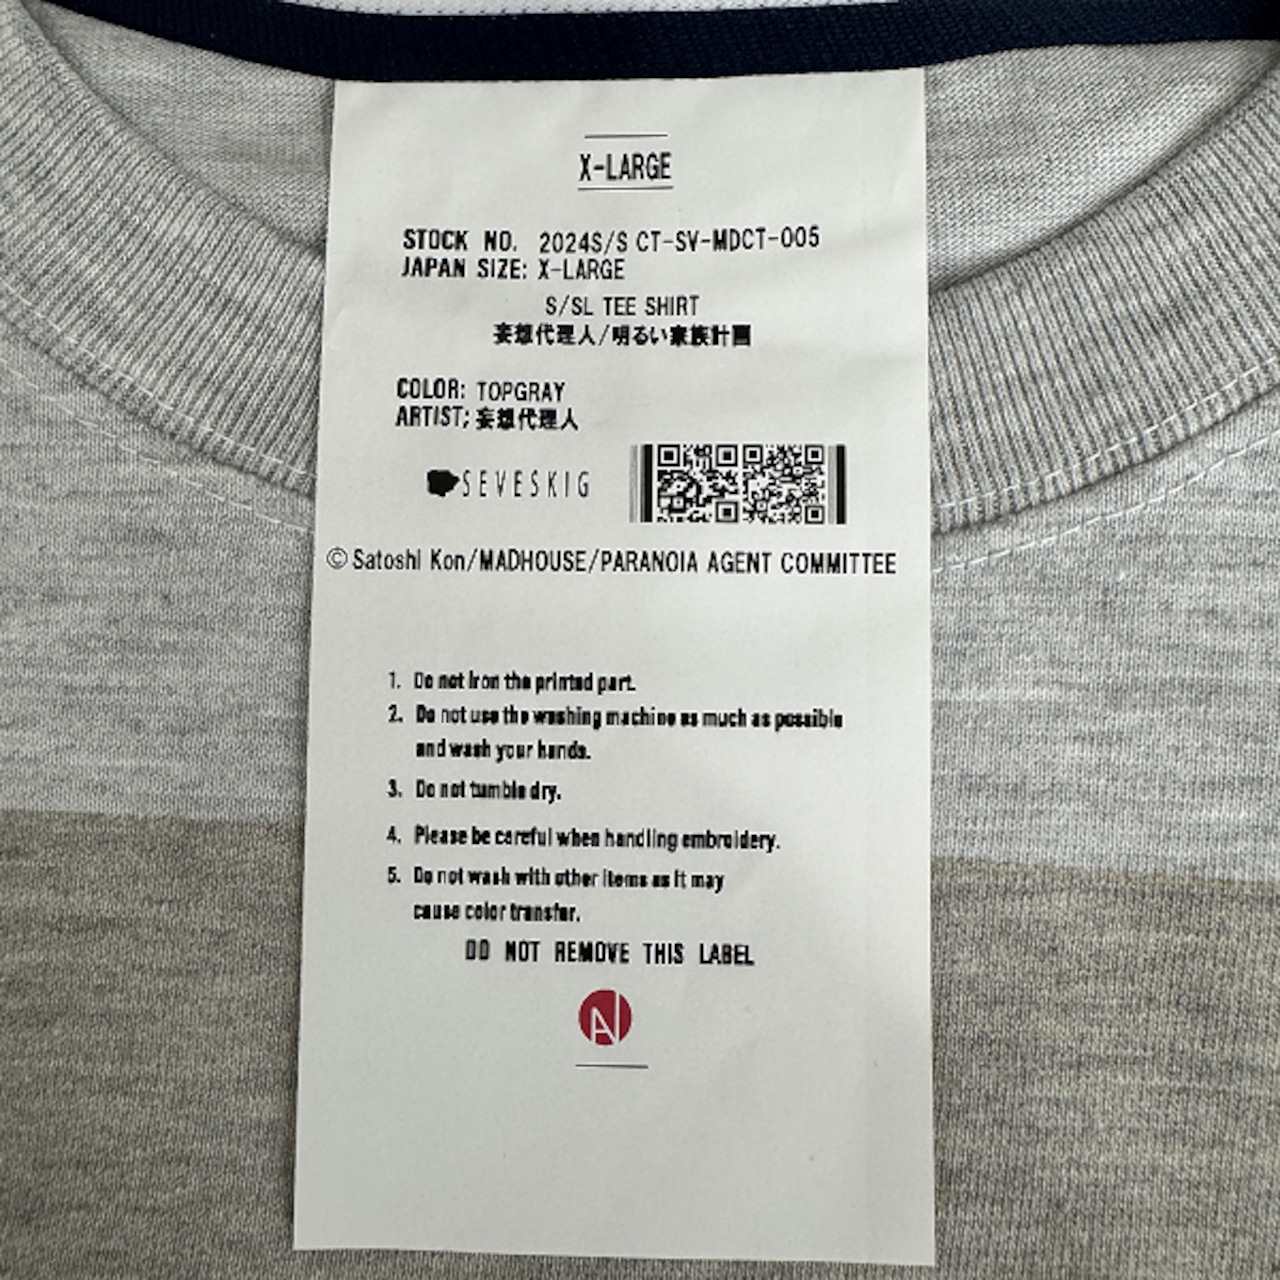 X-LARGE
STOCK NO. 2024S/S CT-SV-MDCT-005
JAPAN SIZE: X-LARGE
S/SL TEE SHIRT
妄想代理人/明るい家族計画
COLOR: TOPGRAY
ARTIST; 妄想代理人
SEVESKIG
© Satoshi Kon/MADHOUSE/PARANOIA AGENT COMMITTEE
1. Do not Iron the printed part.
2. Do not use the washing machine as much as possible
and wash your hands.
3. Do not tumble dry.
4. Please be careful when handling embroidery.
5. Do not wash with other Items as It may
cause color transfer.
DO NOT REMOVE THIS LABEL